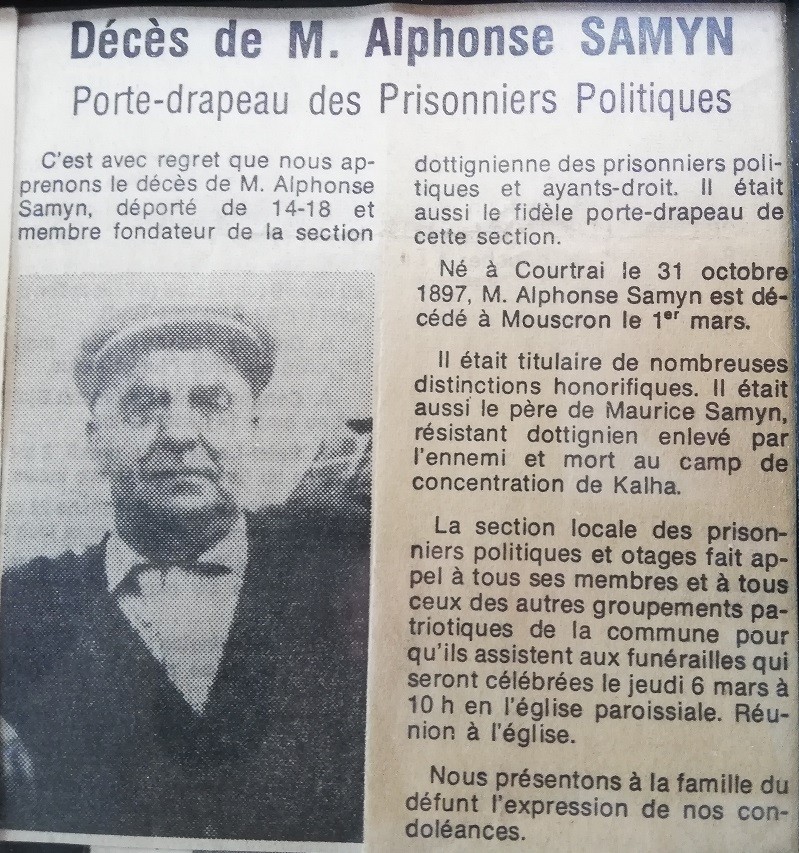 Décès de M. Alphonse SAMYN
Porte-drapeau des Prisonniers Politiques
C'est avec regret que nous ap-
prenons le décès de M. Alphonse
Samyn, déporté de 14-18 et
membre fondateur de la section
dottignienne des prisonniers poli-
tiques et ayants-droit. Il était
aussi le fidèle porte-drapeau de
cette section.
Né à Courtrai le 31 octobre
1897, M. Alphonse Samyn est dé-
cédé à Mouscron le 1er mars.
Il était titulaire de nombreuses
distinctions honorifiques. Il était
aussi le père de Maurice Samyn,
résistant dottignien enlevé par
l'ennemi et mort au camp de
concentration de Kalha.
La section locale des prison-
niers politiques et otages fait ap-
pel à tous ses membres et à tous
ceux des autres groupements pa-
triotiques de la commune pour
qu'ils assistent aux funérailles qui
seront célébrées le jeudi 6 mars à
10 h en l'église paroissiale. Réu-
nion à l'église.
Nous présentons à la famille du
défunt l'expression de nos con-
doléances.